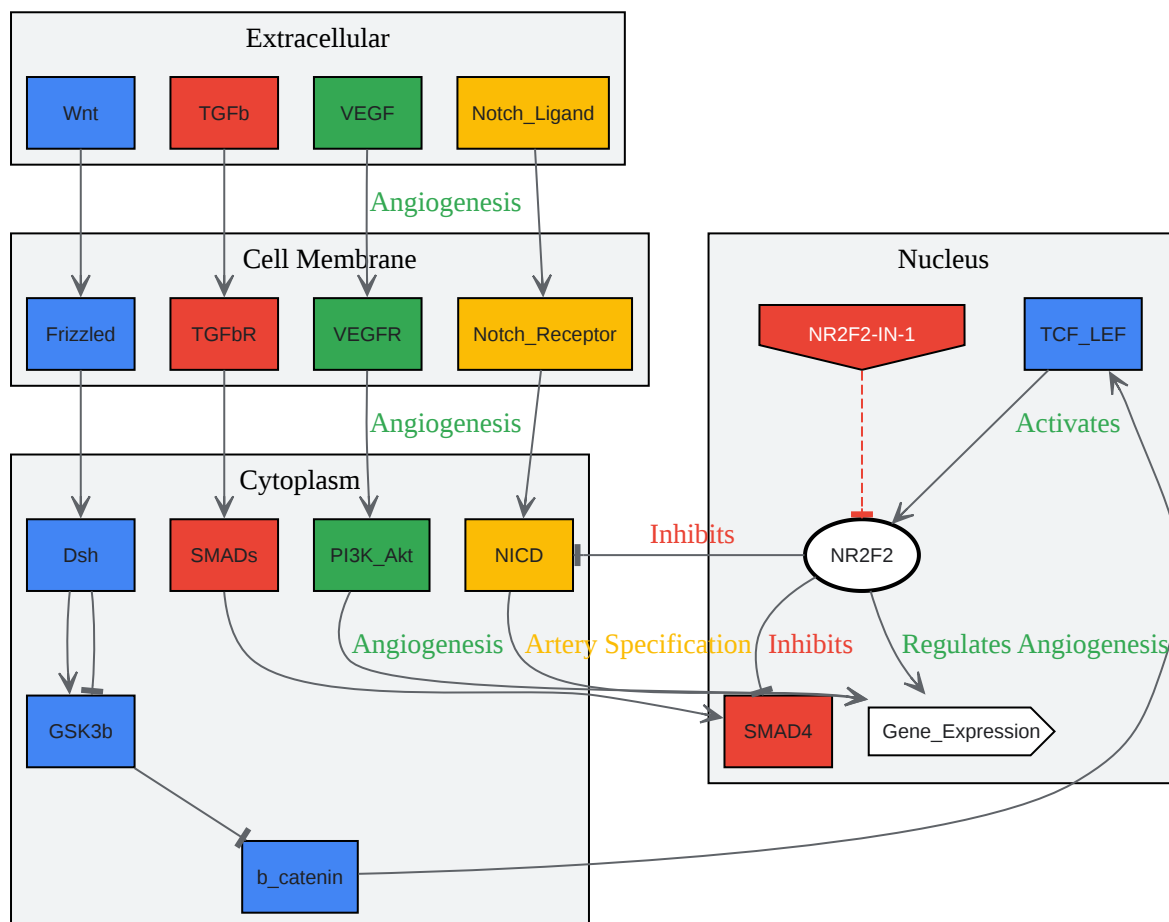 Extracellular
Wnt
TGFb
VEGF
Notch_Ligand
Angiogenesis
Cell Membrane
Nucleus
Frizzled
TGFbR
VEGFR
Notch_Receptor
NR2F2-IN-1
TCF_LEF
Angiogenesis
Activates
Cytoplasm
Dsh
SMADs
PI3K_Akt
NICD
Inhibits
NR2F2
Angiogenesis
Artery Specification
Inhibits
Regulates Angiogenesis
GSK3b
SMAD4
Gene_Expression
b_catenin